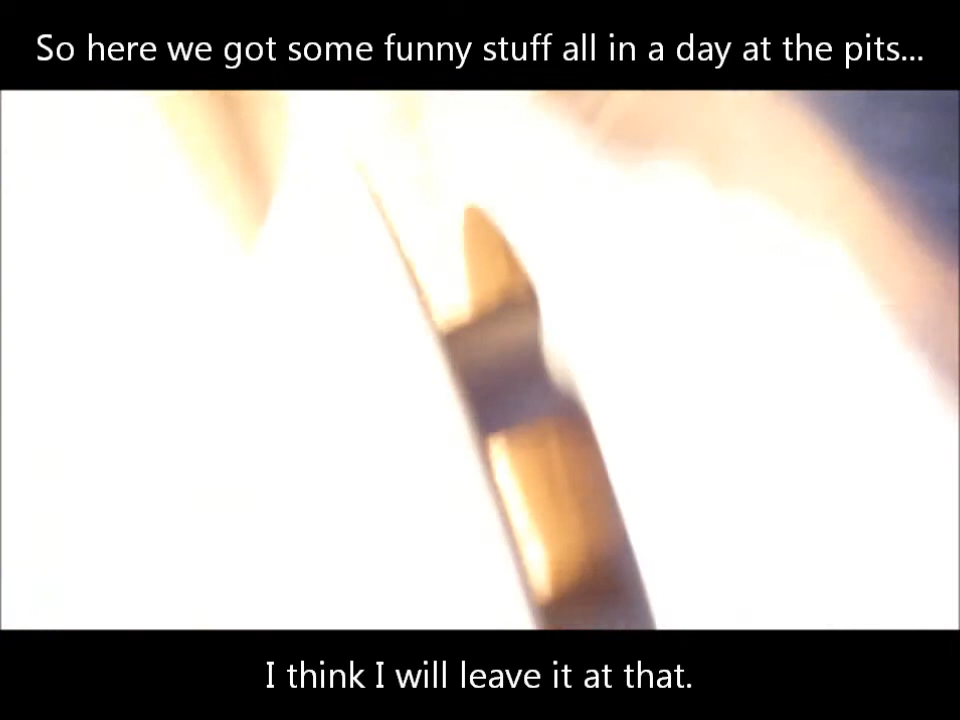 So here we got some funny stuff all in a day at the pits...
I think I will leave it at that.